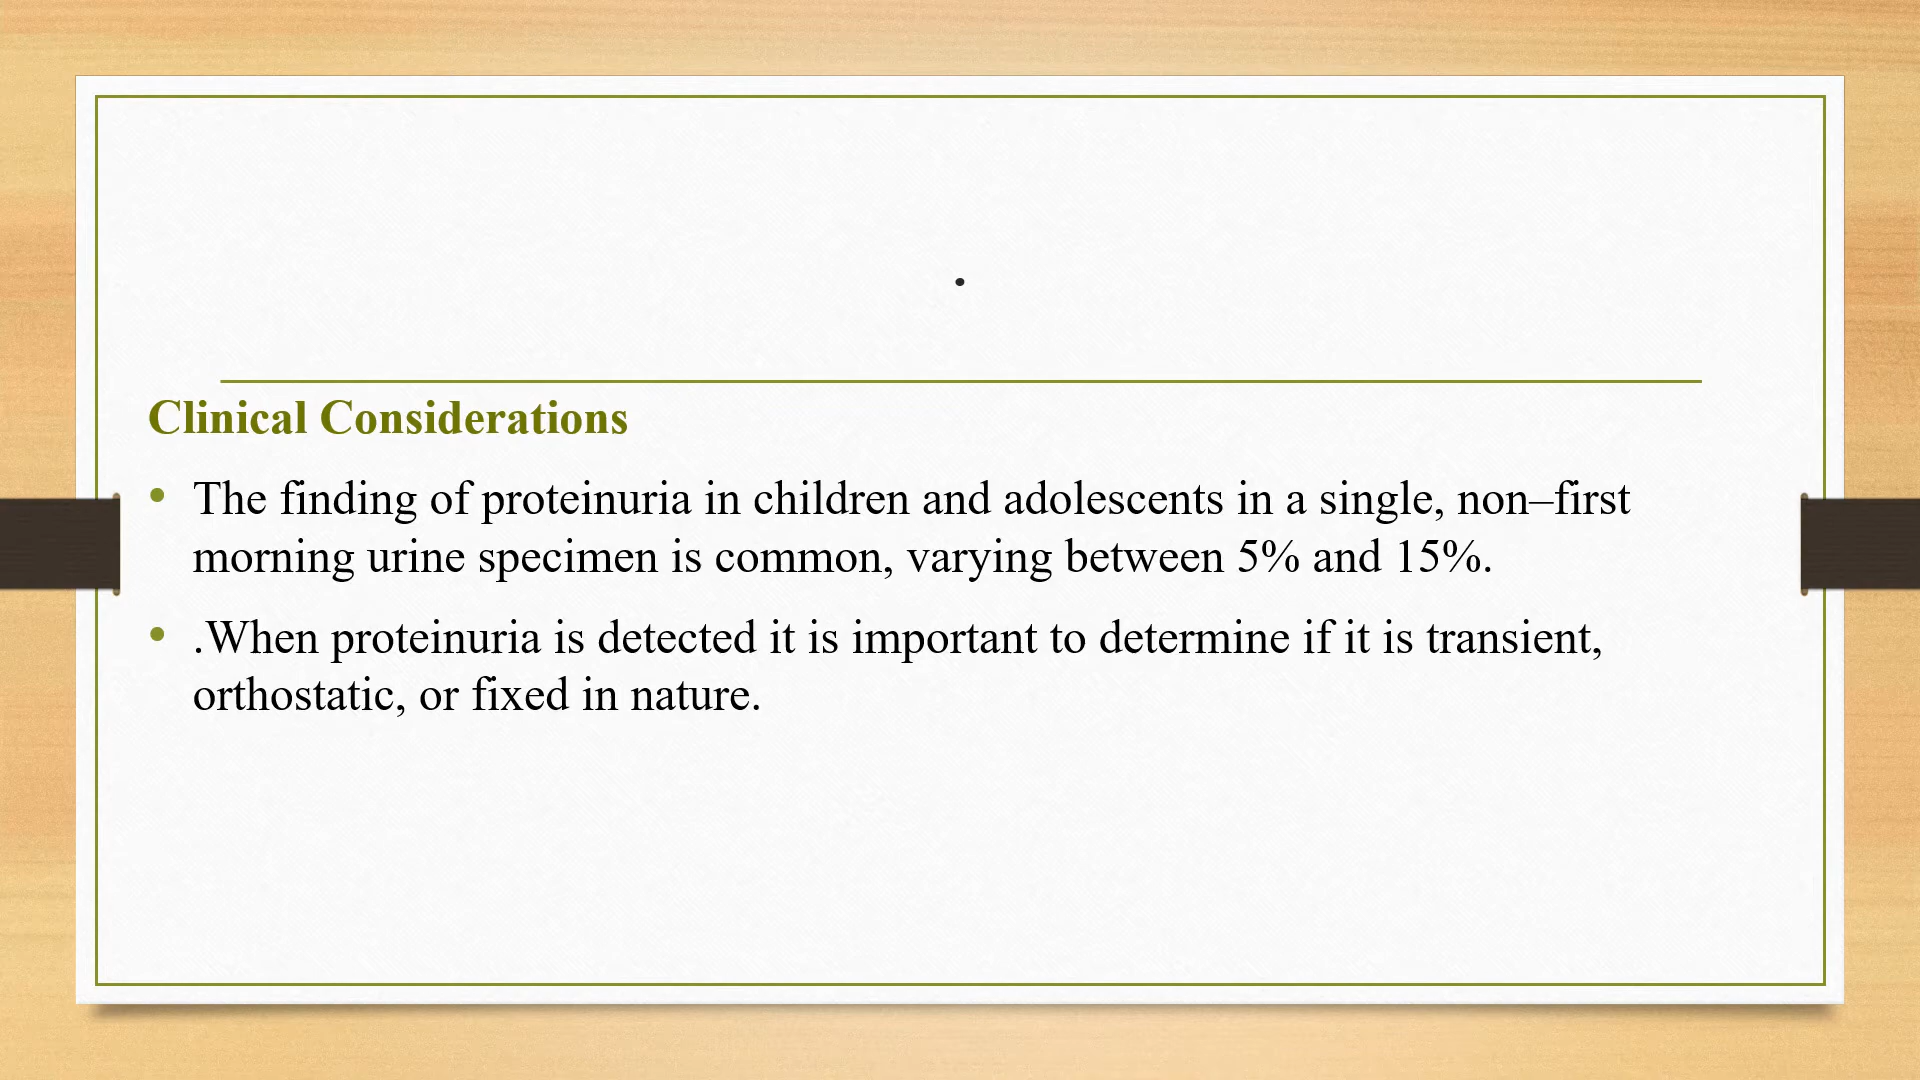 .
Clinical Considerations
• The finding of proteinuria in children and adolescents in a single, non–first
morning urine specimen is common, varying between 5% and 15%.
• .When proteinuria is detected it is important to determine if it is transient,
orthostatic, or fixed in nature.